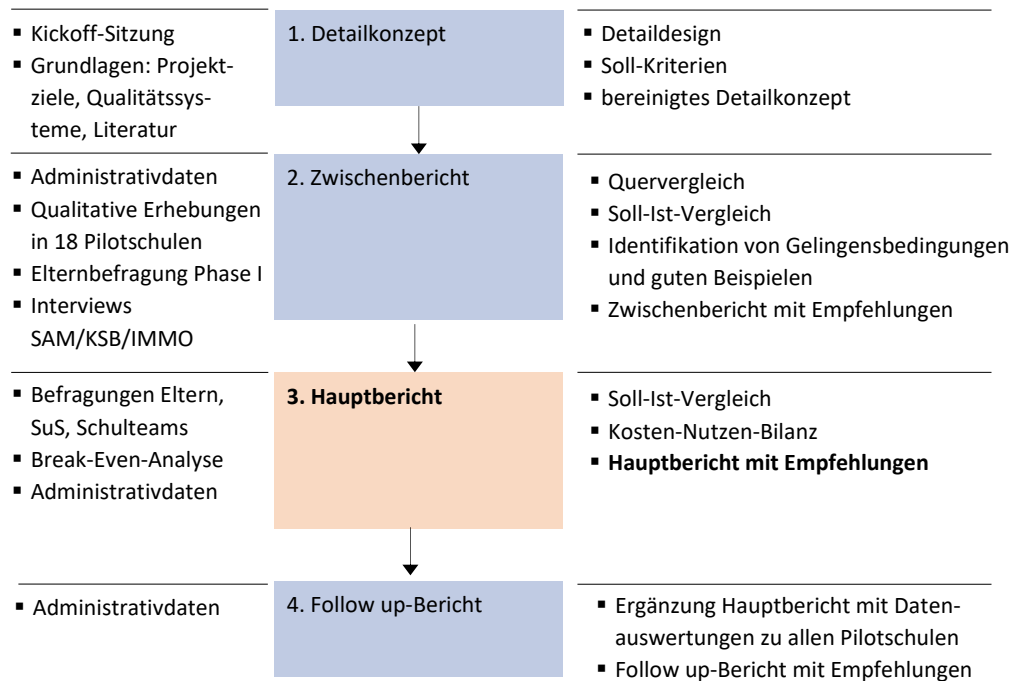 ▪ Kickoff-Sitzung
▪ Grundlagen: Projekt-
ziele, Qualitätssys-
teme, Literatur
1. Detailkonzept
▪ Detaildesign
▪ Soll-Kriterien
▪ bereinigtes Detailkonzept
▪ Administrativdaten
▪ Qualitative Erhebungen
in 18 Pilotschulen
▪ Elternbefragung Phase I
▪ Interviews
SAM/KSB/IMMO
2. Zwischenbericht
▪ Quervergleich
▪ Soll-Ist-Vergleich
▪ Identifikation von Gelingensbedingungen
und guten Beispielen
▪ Zwischenbericht mit Empfehlungen
▪ Befragungen Eltern,
SuS, Schulteams
▪ Break-Even-Analyse
▪ Administrativdaten
3. Hauptbericht
▪ Soll-Ist-Vergleich
▪ Kosten-Nutzen-Bilanz
▪ Hauptbericht mit Empfehlungen
▪ Administrativdaten
4. Follow up-Bericht
▪ Ergänzung Hauptbericht mit Daten-
auswertungen zu allen Pilotschulen
▪ Follow up-Bericht mit Empfehlungen